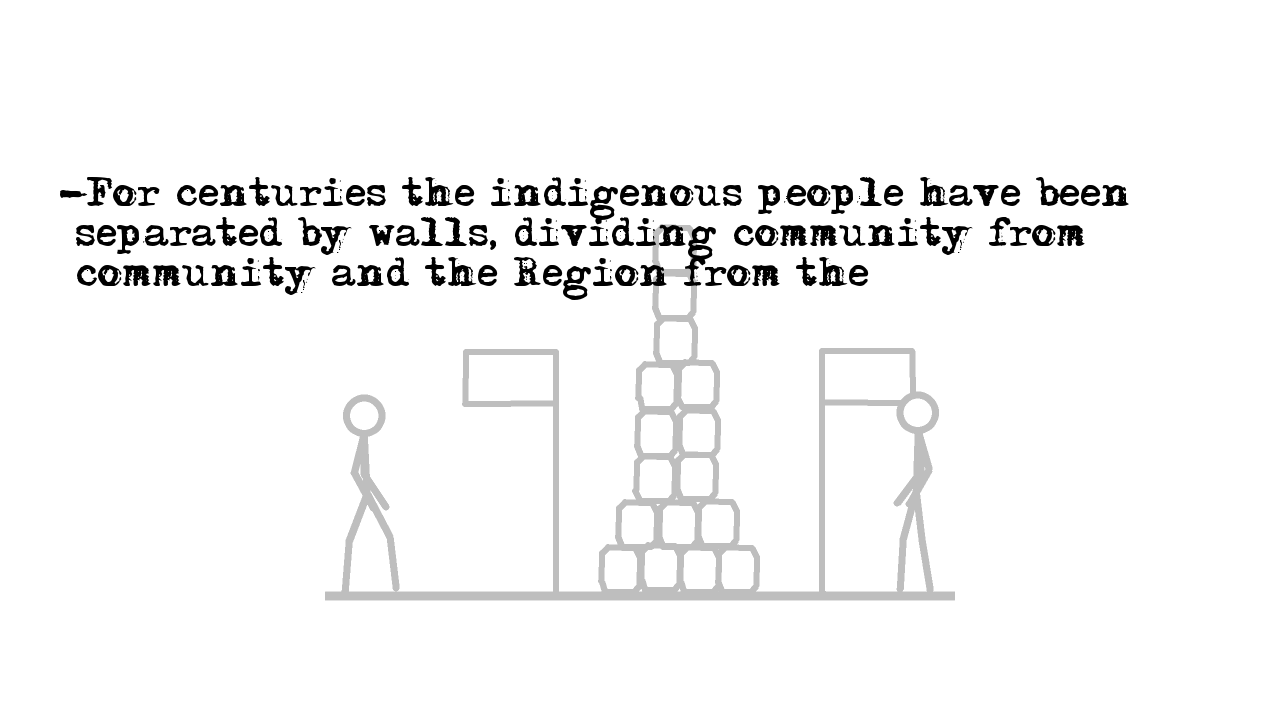 -For centuries the indigenous people have been
separated by walls, dividing community from
community and the Region from the